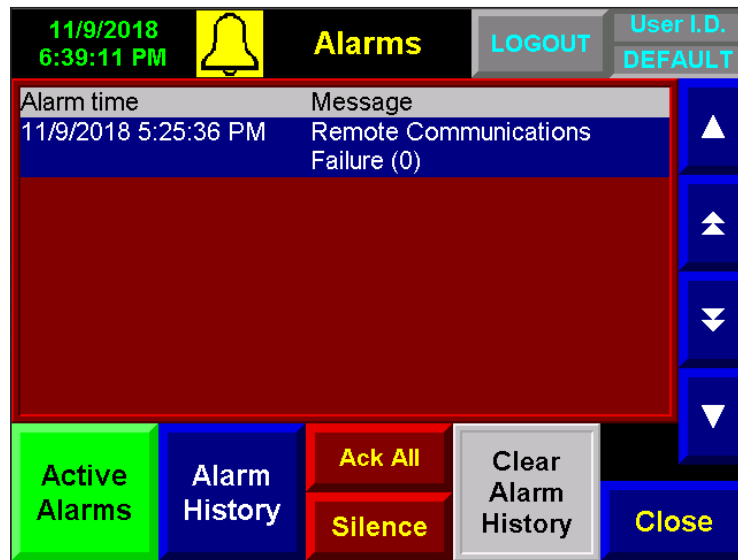 11/9/2018
6:39:11 PM
Alarms
LOGOUT
User I.D.
DEFAULT
Alarm time Message
11/9/2018 5:25:36 PM Remote Communications
Failure (0)
Active
Alarms
Alarm
History
Ack All
Silence
Clear
Alarm
History
Close